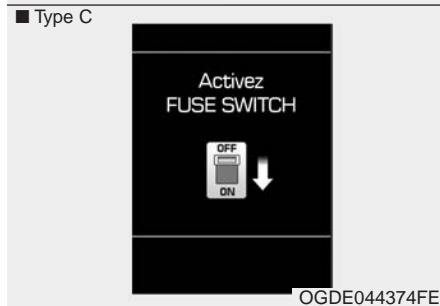 ■ Type C
Activez
FUSE SWITCH
OFF
ON
OGDE044374FE